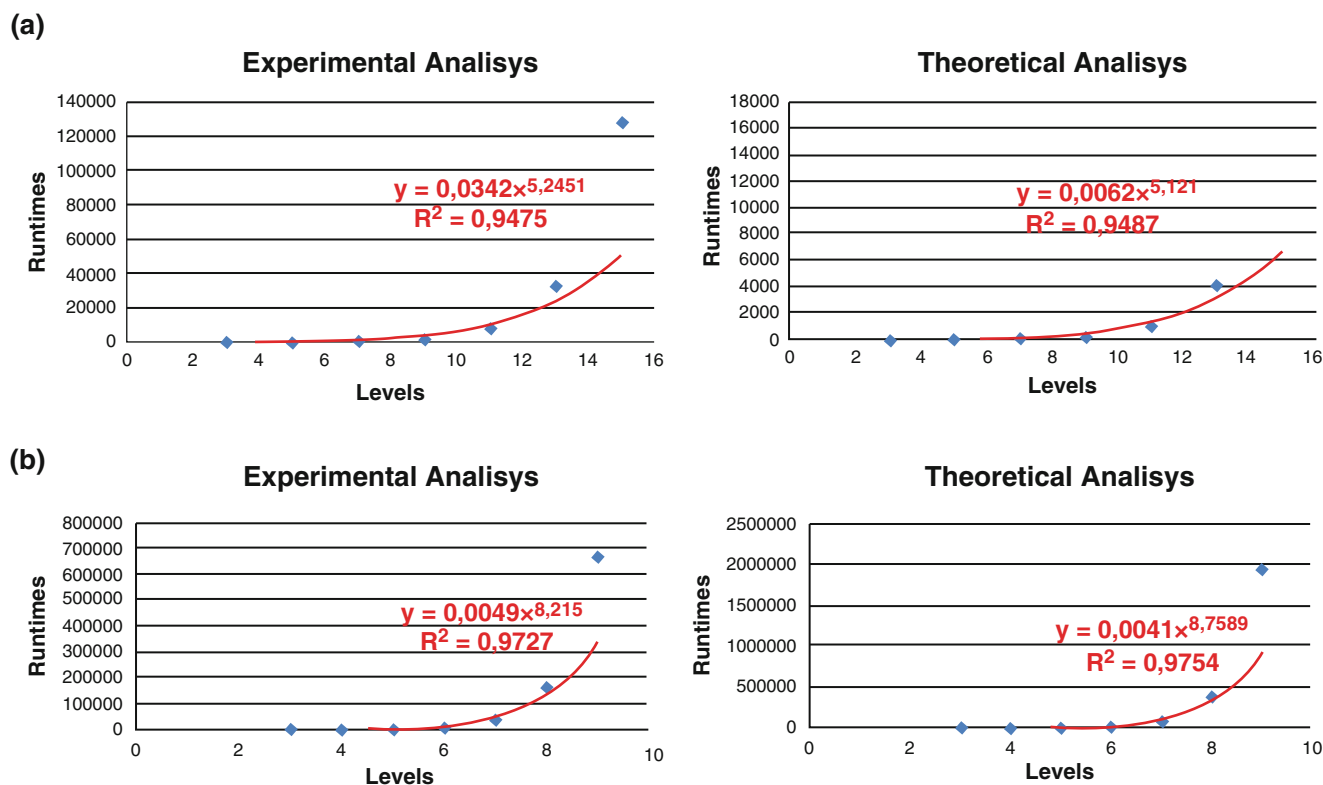 (a)
Experimental Analisys
140000
120000
100000
80000
60000
40000
20000
0
Runtimes
y = 0,0342×^5,2451
R² = 0,9475
0 2 4 6 8 10 12 14 16
Levels
Theoretical Analisys
18000
16000
14000
12000
10000
8000
6000
4000
2000
0
Runtimes
y = 0,0062×^5,121
R² = 0,9487
0 2 4 6 8 10 12 14 16
Levels
(b)
Experimental Analisys
800000
700000
600000
500000
400000
300000
200000
100000
0
Runtimes
y = 0,0049×^8,215
R² = 0,9727
0 2 4 6 8 10
Levels
Theoretical Analisys
2500000
2000000
1500000
1000000
500000
0
Runtimes
y = 0,0041×^8,7589
R² = 0,9754
0 2 4 6 8 10
Levels